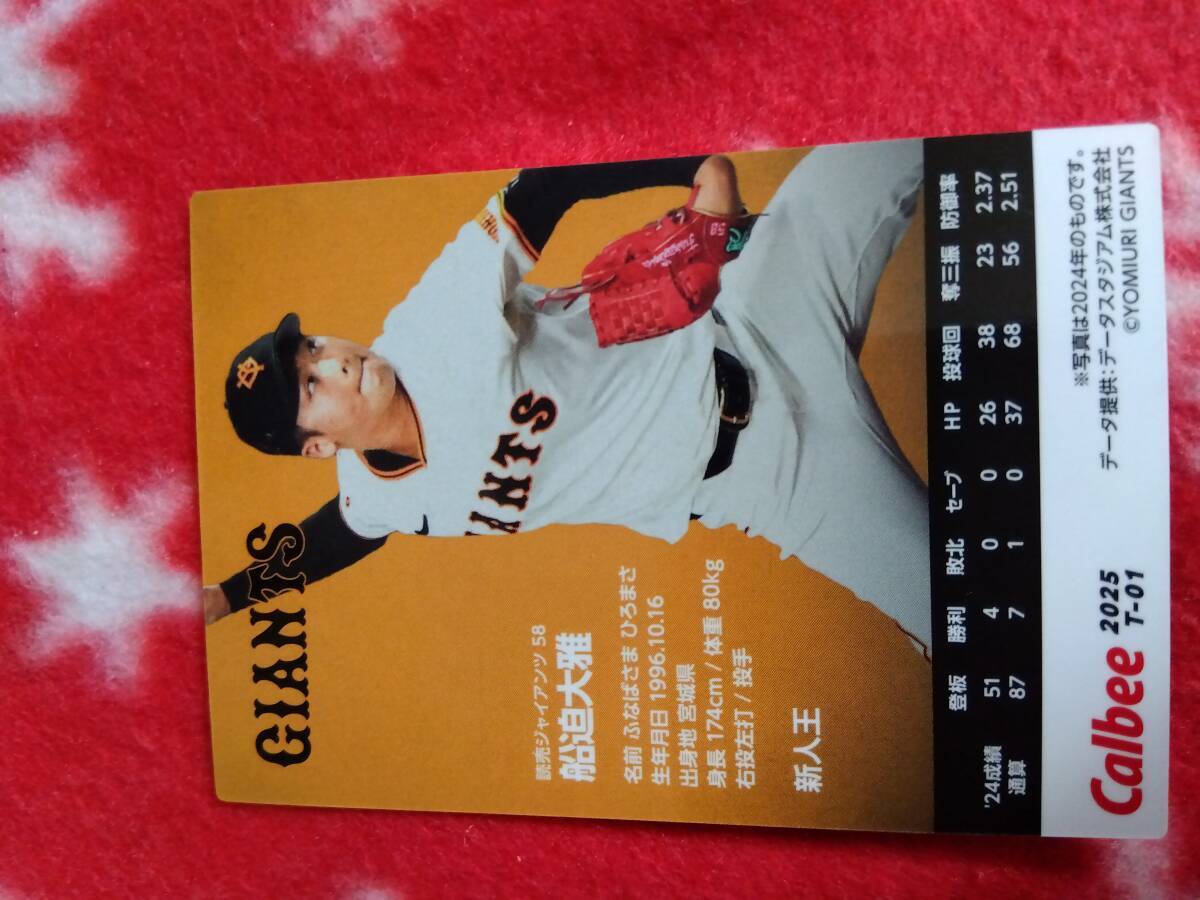 GIANTS
読売ジャイアンツ 58
船迫大雅
名前 ふなばさま ひろまさ
生年月日 1996.10.16
出身地 宮城県
身長 174cm / 体重 80kg
右投左打 / 投手
新人王
IANTS
登板 勝利 敗北 セーブ HP 投球回 奪三振 防御率
'24成績 51 4 0 0 26 38 23 2.37
通算 87 7 1 0 37 68 56 2.51
Calbee 2025
T-01
※写真は2024年のものです。
データ提供:データスタジアム株式会社
©YOMIURI GIANTS